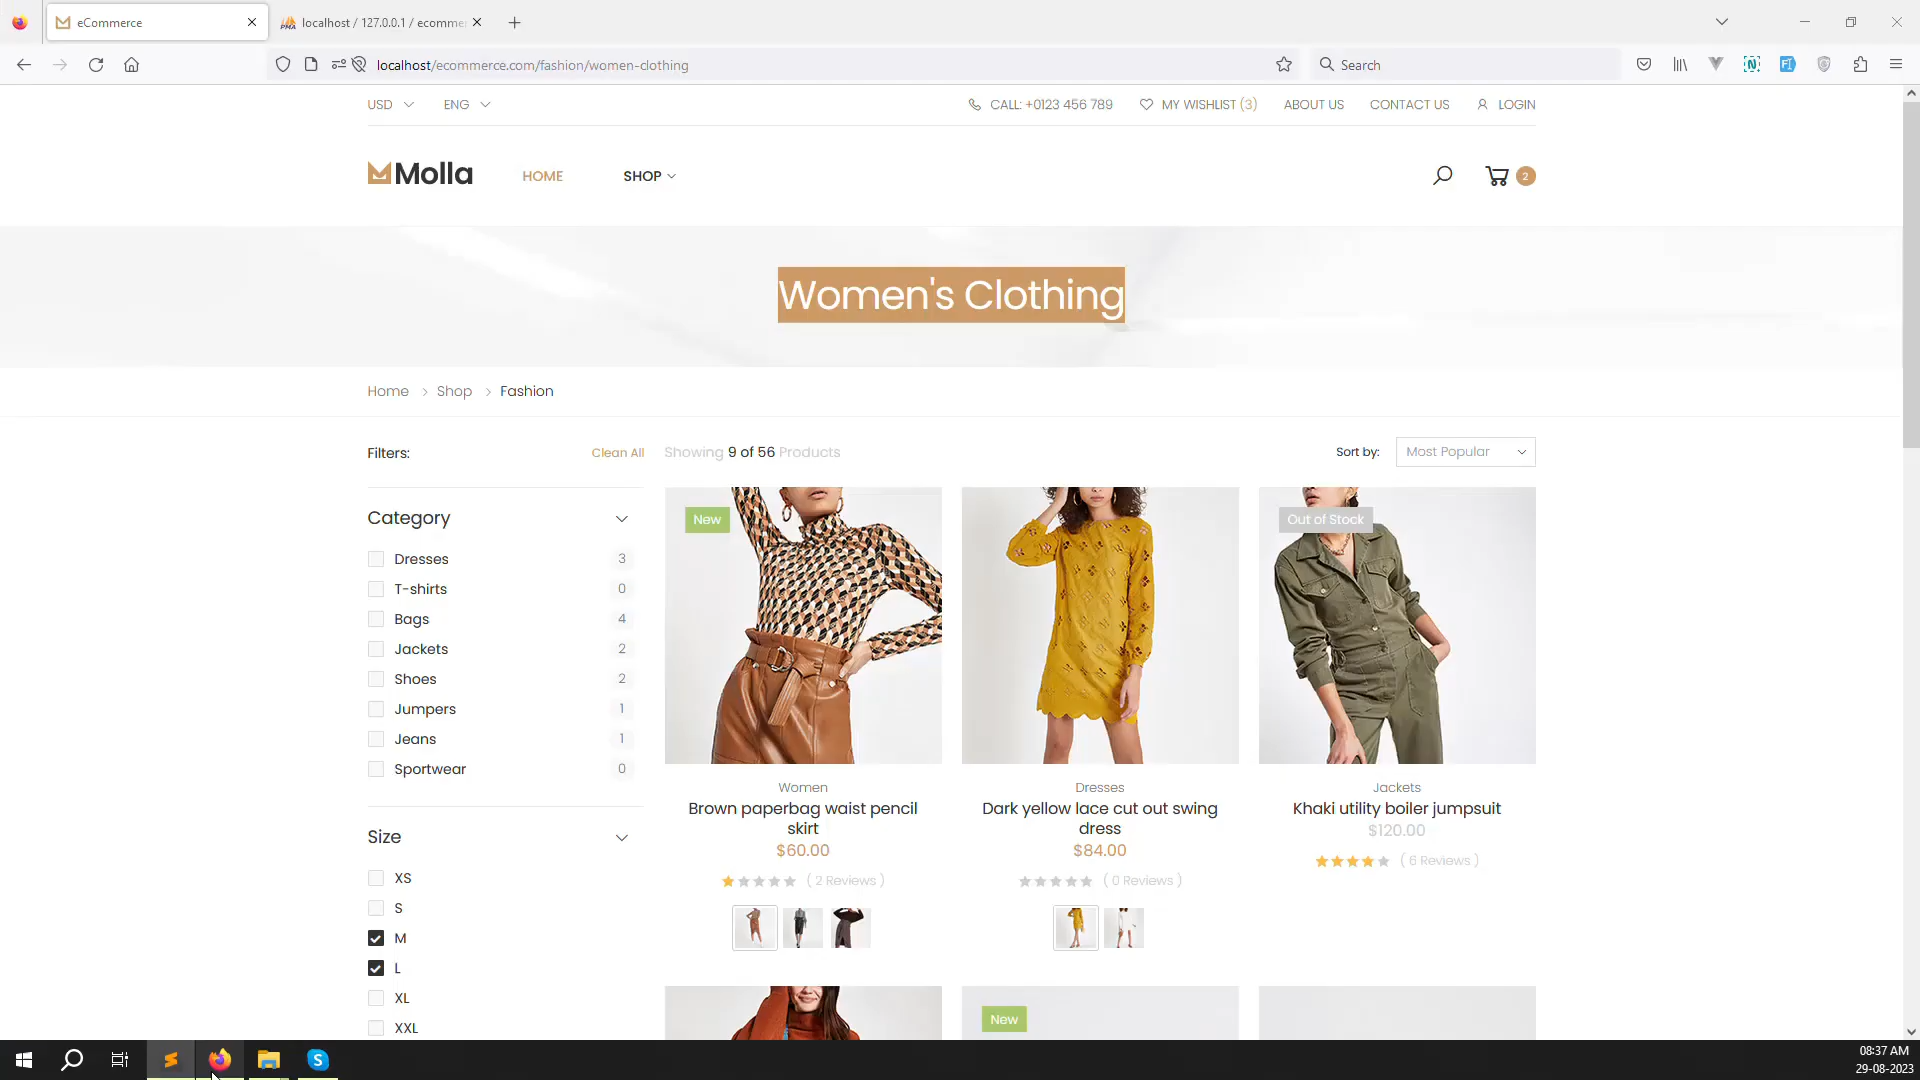 eCommerce
localhost / 127.0.0.1 / ecomme
localhost/ecommerce.com/fashion/women-clothing
Search
USD ENG CALL: +0123 456 789 MY WISHLIST (3) ABOUT US CONTACT US LOGIN
Molla HOME SHOP 2
Women's Clothing
Home > Shop > Fashion
Filters: Clean All Showing 9 of 56 Products Sort by: Most Popular
Category
Dresses 3
T-shirts 0
Bags 4
Jackets 2
Shoes 2
Jumpers 1
Jeans 1
Sportwear 0
Size
XS
S
M
L
XL
XXL
New
Women
Brown paperbag waist pencil
skirt
$60.00
( 2 Reviews )
Dresses
Dark yellow lace cut out swing
dress
$84.00
( 0 Reviews )
Out of Stock
Jackets
Khaki utility boiler jumpsuit
$120.00
( 6 Reviews )
New
08:37 AM
29-08-2023